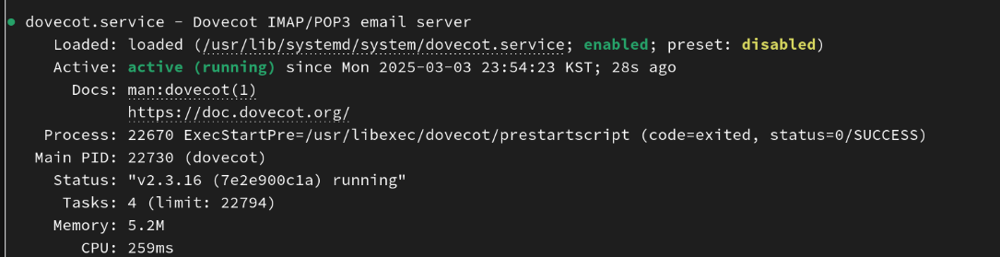 ● dovecot.service - Dovecot IMAP/POP3 email server
Loaded: loaded (/usr/lib/systemd/system/dovecot.service; enabled; preset: disabled)
Active: active (running) since Mon 2025-03-03 23:54:23 KST; 28s ago
Docs: man:dovecot(1)
https://doc.dovecot.org/
Process: 22670 ExecStartPre=/usr/libexec/dovecot/prestartscript (code=exited, status=0/SUCCESS)
Main PID: 22730 (dovecot)
Status: "v2.3.16 (7e2e900c1a) running"
Tasks: 4 (limit: 22794)
Memory: 5.2M
CPU: 259ms